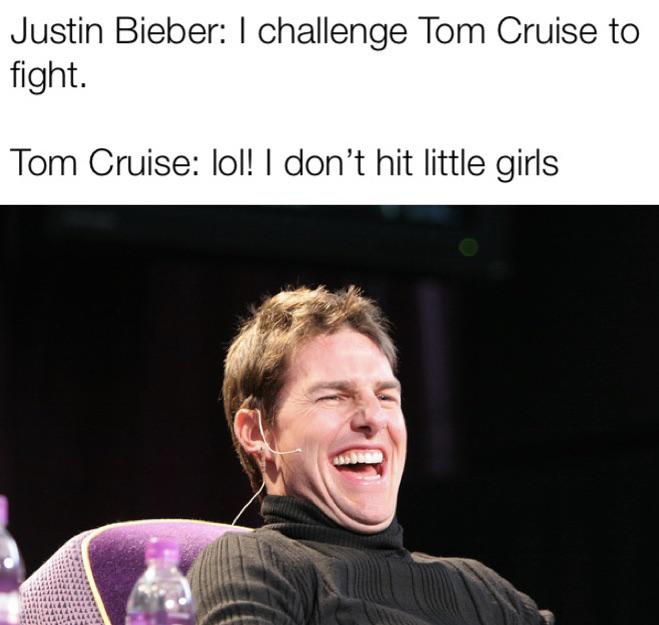 Justin Bieber: I challenge Tom Cruise to
fight.
Tom Cruise: lol! I don’t hit little girls